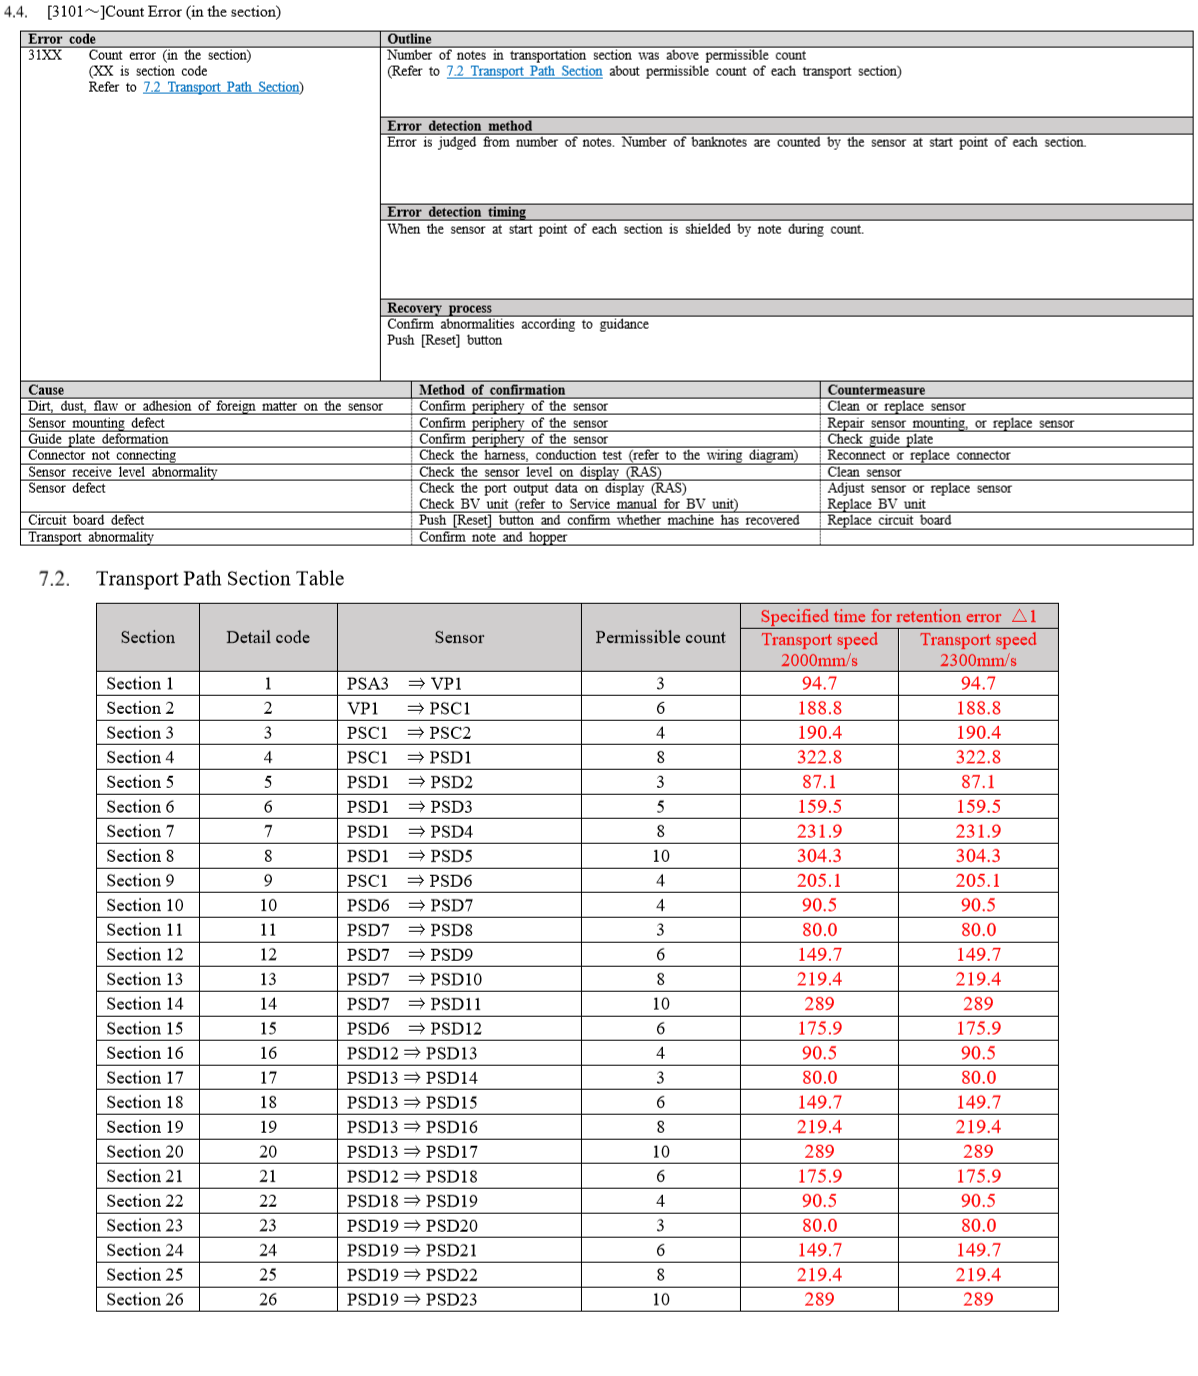 4.4. [3101～]Count Error (in the section)
Error code
31XX Count error (in the section)
(XX is section code
Refer to 7.2 Transport Path Section)
Outline
Number of notes in transportation section was above permissible count
(Refer to 7.2 Transport Path Section about permissible count of each transport section)
Error detection method
Error is judged from number of notes. Number of banknotes are counted by the sensor at start point of each section.
Error detection timing
When the sensor at start point of each section is shielded by note during count.
Recovery process
Confirm abnormalities according to guidance
Push [Reset] button
Cause Method of confirmation Countermeasure
Dirt, dust, flaw or adhesion of foreign matter on the sensor Confirm periphery of the sensor Clean or replace sensor
Sensor mounting defect Confirm periphery of the sensor Repair sensor mounting, or replace sensor
Guide plate deformation Confirm periphery of the sensor Check guide plate
Connector not connecting Check the harness, conduction test (refer to the wiring diagram) Reconnect or replace connector
Sensor receive level abnormality Check the sensor level on display (RAS) Clean sensor
Sensor defect Check the port output data on display (RAS) Adjust sensor or replace sensor
Check BV unit (refer to Service manual for BV unit) Replace BV unit
Circuit board defect Push [Reset] button and confirm whether machine has recovered Replace circuit board
Transport abnormality Confirm note and hopper
7.2. Transport Path Section Table
Section Detail code Sensor Permissible count Specified time for retention error △1
Transport speed 2000mm/s Transport speed 2300mm/s
Section 1 1 PSA3 ⇒ VP1 3 94.7 94.7
Section 2 2 VP1 ⇒ PSC1 6 188.8 188.8
Section 3 3 PSC1 ⇒ PSC2 4 190.4 190.4
Section 4 4 PSC1 ⇒ PSD1 8 322.8 322.8
Section 5 5 PSD1 ⇒ PSD2 3 87.1 87.1
Section 6 6 PSD1 ⇒ PSD3 5 159.5 159.5
Section 7 7 PSD1 ⇒ PSD4 8 231.9 231.9
Section 8 8 PSD1 ⇒ PSD5 10 304.3 304.3
Section 9 9 PSC1 ⇒ PSD6 4 205.1 205.1
Section 10 10 PSD6 ⇒ PSD7 4 90.5 90.5
Section 11 11 PSD7 ⇒ PSD8 3 80.0 80.0
Section 12 12 PSD7 ⇒ PSD9 6 149.7 149.7
Section 13 13 PSD7 ⇒ PSD10 8 219.4 219.4
Section 14 14 PSD7 ⇒ PSD11 10 289 289
Section 15 15 PSD6 ⇒ PSD12 6 175.9 175.9
Section 16 16 PSD12 ⇒ PSD13 4 90.5 90.5
Section 17 17 PSD13 ⇒ PSD14 3 80.0 80.0
Section 18 18 PSD13 ⇒ PSD15 6 149.7 149.7
Section 19 19 PSD13 ⇒ PSD16 8 219.4 219.4
Section 20 20 PSD13 ⇒ PSD17 10 289 289
Section 21 21 PSD12 ⇒ PSD18 6 175.9 175.9
Section 22 22 PSD18 ⇒ PSD19 4 90.5 90.5
Section 23 23 PSD19 ⇒ PSD20 3 80.0 80.0
Section 24 24 PSD19 ⇒ PSD21 6 149.7 149.7
Section 25 25 PSD19 ⇒ PSD22 8 219.4 219.4
Section 26 26 PSD19 ⇒ PSD23 10 289 289